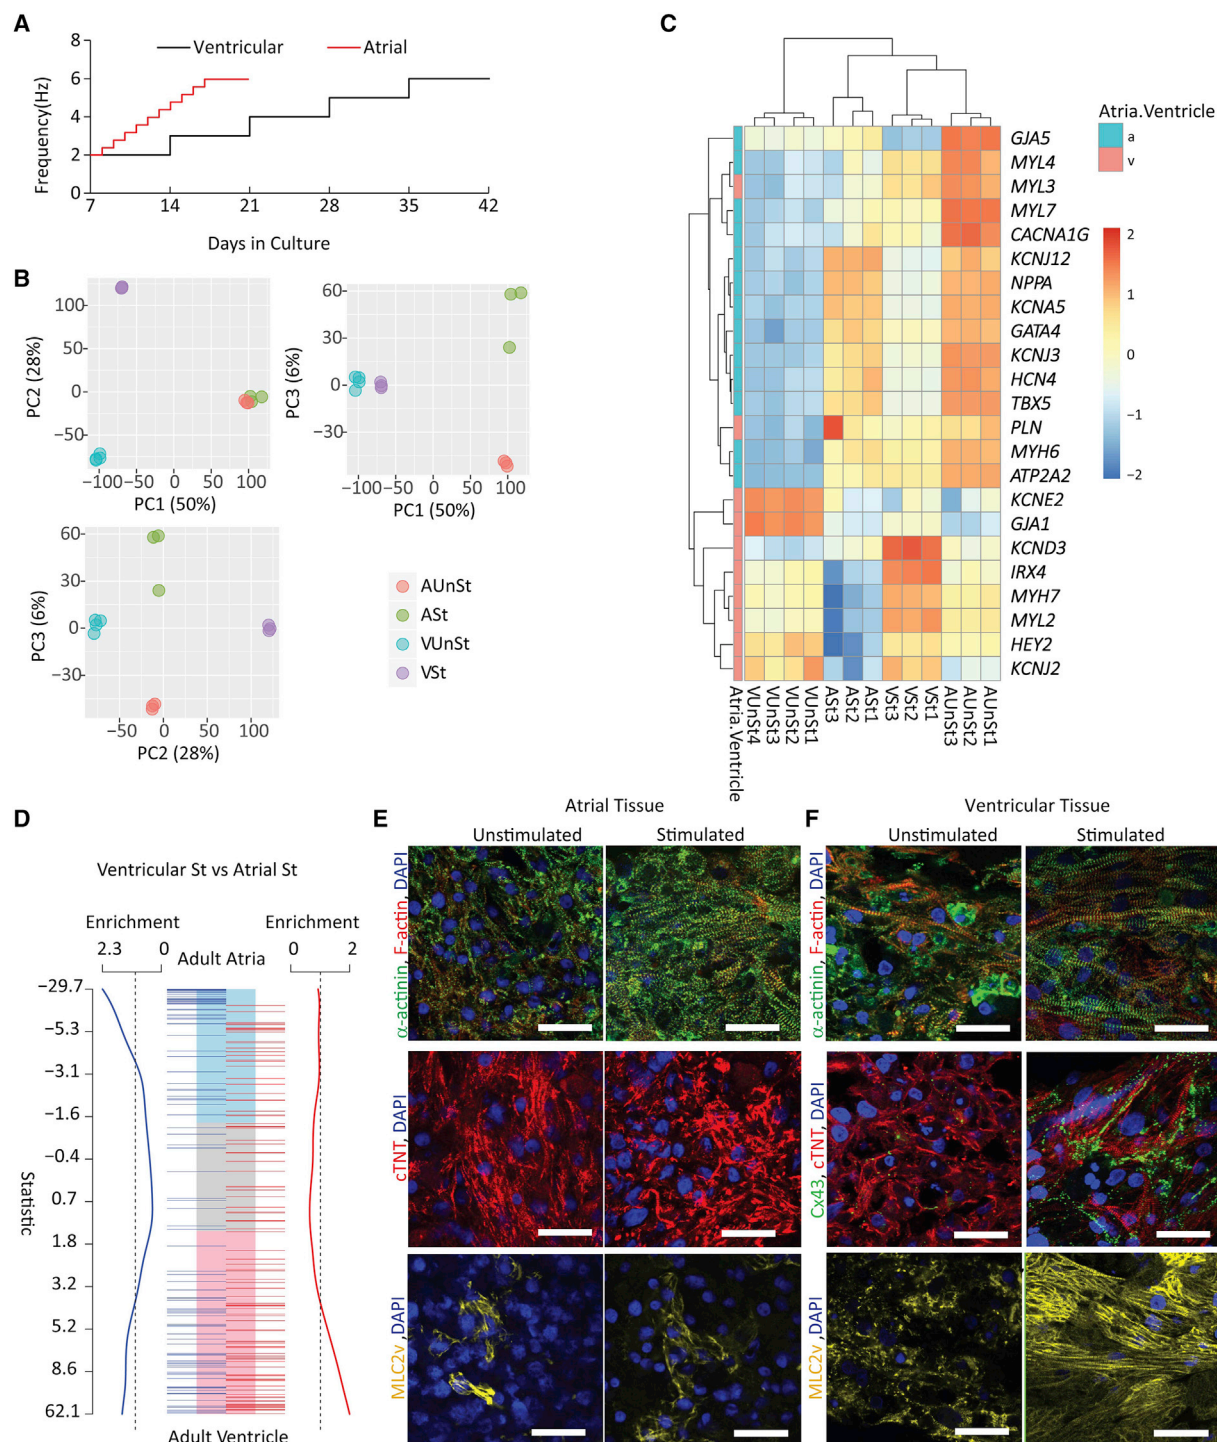 A
8
6
4
2
0
Frequency(Hz)
Ventricular
Atrial
7 14 21 28 35 42
Days in Culture
B
100
50
0
−50
PC2 (28%)
−100 −50 0 50 100
PC1 (50%)
60
30
0
−30
PC3 (6%)
−100 −50 0 50 100
PC1 (50%)
60
30
0
−30
PC3 (6%)
−50 0 50 100
PC2 (28%)
AUnSt
ASt
VUnSt
VSt
C
GJA5
MYL4
MYL3
MYL7
CACNA1G
KCNJ12
NPPA
KCNA5
GATA4
KCNJ3
HCN4
TBX5
PLN
MYH6
ATP2A2
KCNE2
GJA1
KCND3
IRX4
MYH7
MYL2
HEY2
KCNJ2
Atria.Ventricle
VUnSt4
VUnSt3
VUnSt2
VUnSt1
ASt3
ASt2
ASt1
VSt3
VSt2
VSt1
AUnSt3
AUnSt2
AUnSt1
Atria.Ventricle
a
v
2
1
0
−1
−2
D
Ventricular St vs Atrial St
Enrichment
2.3 0
Adult Atria
Enrichment
0 2
−29.7
−5.3
−3.1
−1.6
−0.4
0.7
1.8
3.2
5.2
8.6
62.1
Statistic
Adult Ventricle
E
Atrial Tissue
Unstimulated Stimulated
α-actinin, F-actin, DAPI
cTNT, DAPI
MLC2v ,DAPI
F
Ventricular Tissue
Unstimulated Stimulated
α-actinin, F-actin, DAPI
Cx43, cTNT, DAPI
MLC2v ,DAPI